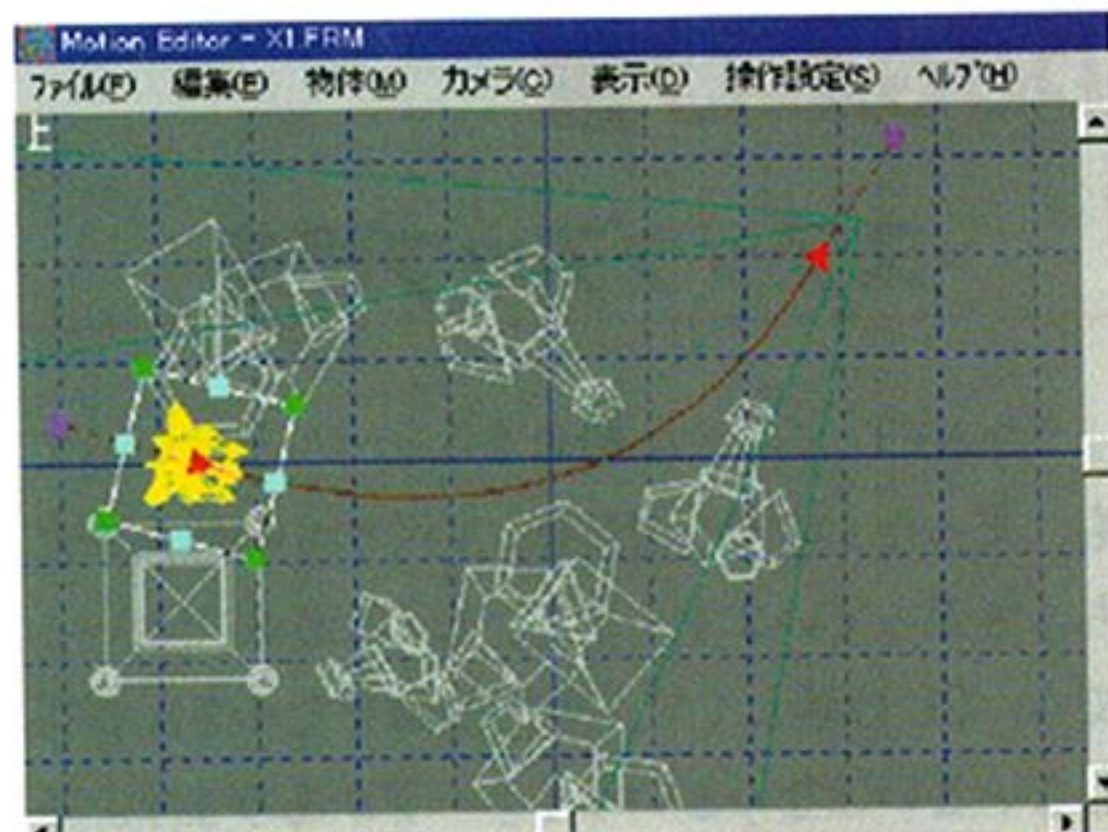 Motion Editor - X1.FRM
ファイル(F) 編集(E) 物体(M) カメラ(C) 表示(D) 操作設定(S) ヘルプ(H)
上